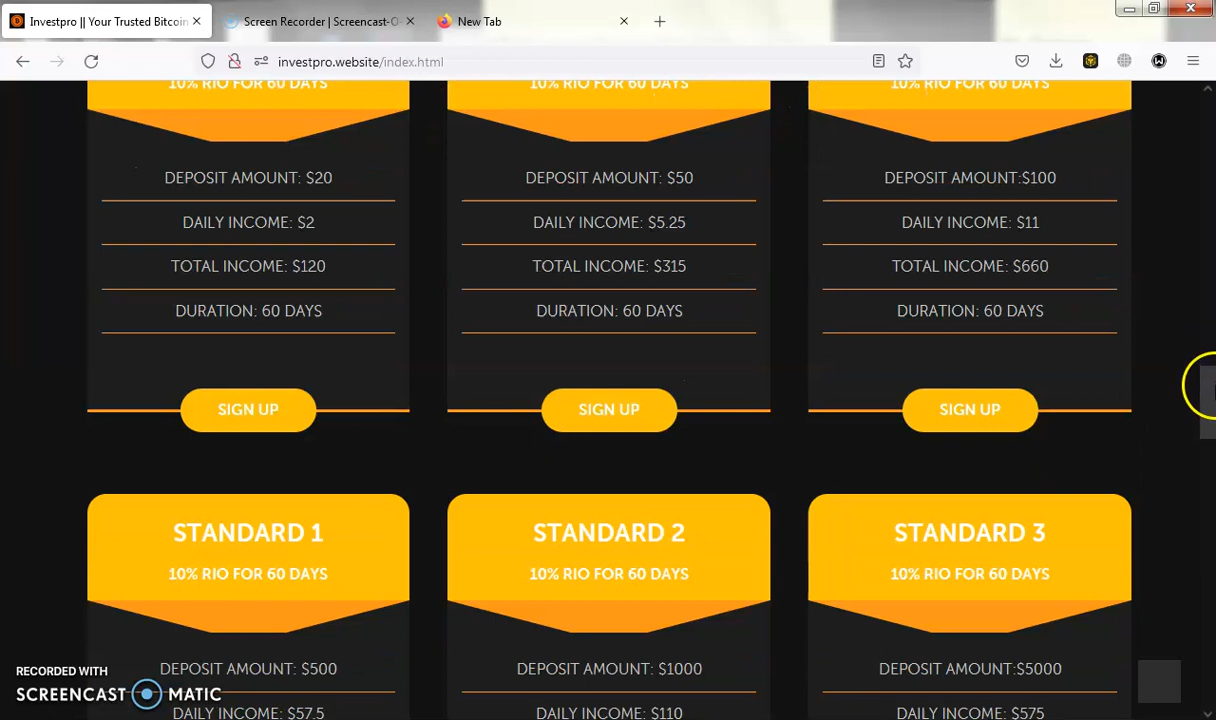 Investpro || Your Trusted Bitcoin
Screen Recorder | Screencast-O-
New Tab
investpro.website/index.html
10% RIO FOR 60 DAYS
10% RIO FOR 60 DAYS
10% RIO FOR 60 DAYS
DEPOSIT AMOUNT: $20
DEPOSIT AMOUNT: $50
DEPOSIT AMOUNT:$100
DAILY INCOME: $2
DAILY INCOME: $5.25
DAILY INCOME: $11
TOTAL INCOME: $120
TOTAL INCOME: $315
TOTAL INCOME: $660
DURATION: 60 DAYS
DURATION: 60 DAYS
DURATION: 60 DAYS
SIGN UP
SIGN UP
SIGN UP
STANDARD 1
STANDARD 2
STANDARD 3
10% RIO FOR 60 DAYS
10% RIO FOR 60 DAYS
10% RIO FOR 60 DAYS
DEPOSIT AMOUNT: $500
DEPOSIT AMOUNT: $1000
DEPOSIT AMOUNT:$5000
DAILY INCOME: $57.5
DAILY INCOME: $110
DAILY INCOME: $575
RECORDED WITH
SCREENCAST MATIC